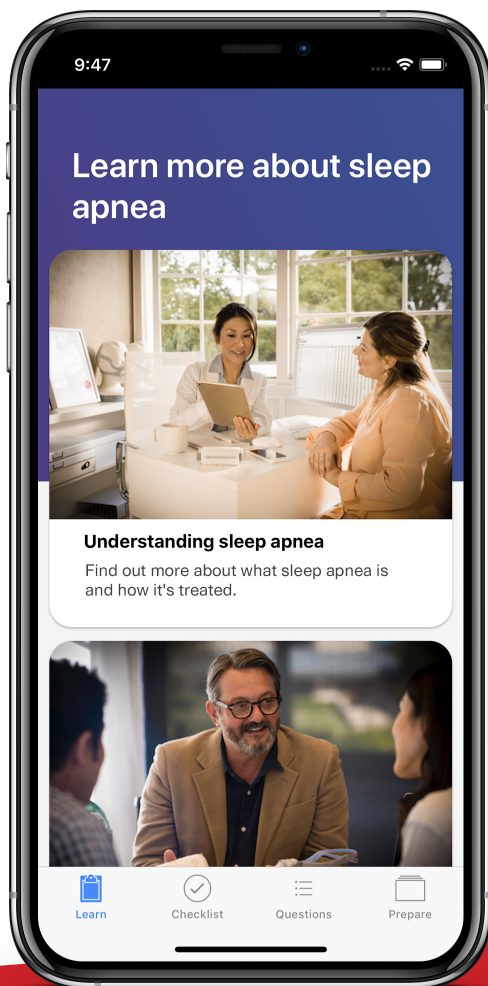 9:47
Learn more about sleep
apnea
Understanding sleep apnea
Find out more about what sleep apnea is
and how it's treated.
Learn Checklist Questions Prepare